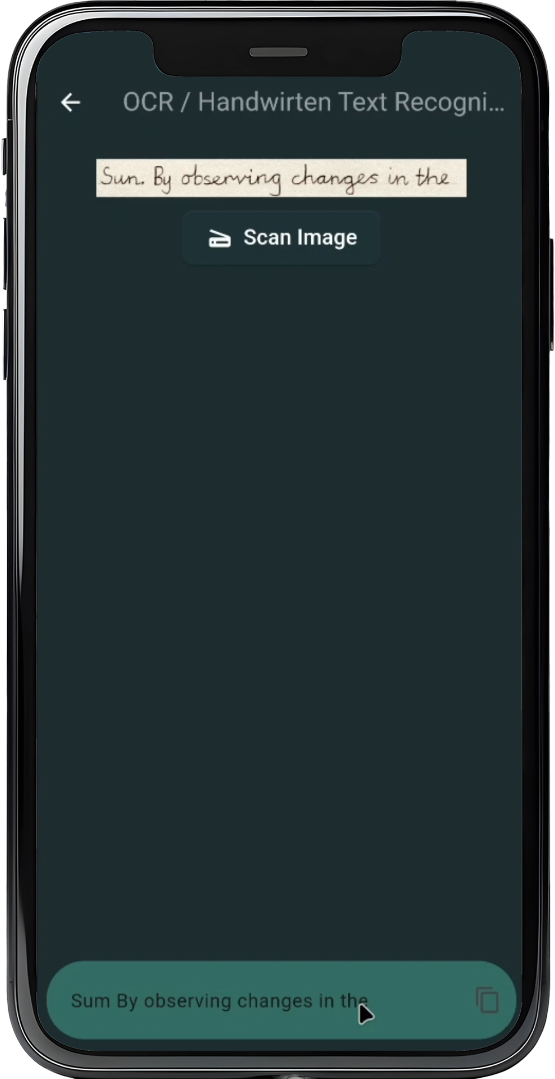 OCR / Handwirten Text Recogni...
Sun. By observing changes in the
Scan Image
Sum By observing changes in the